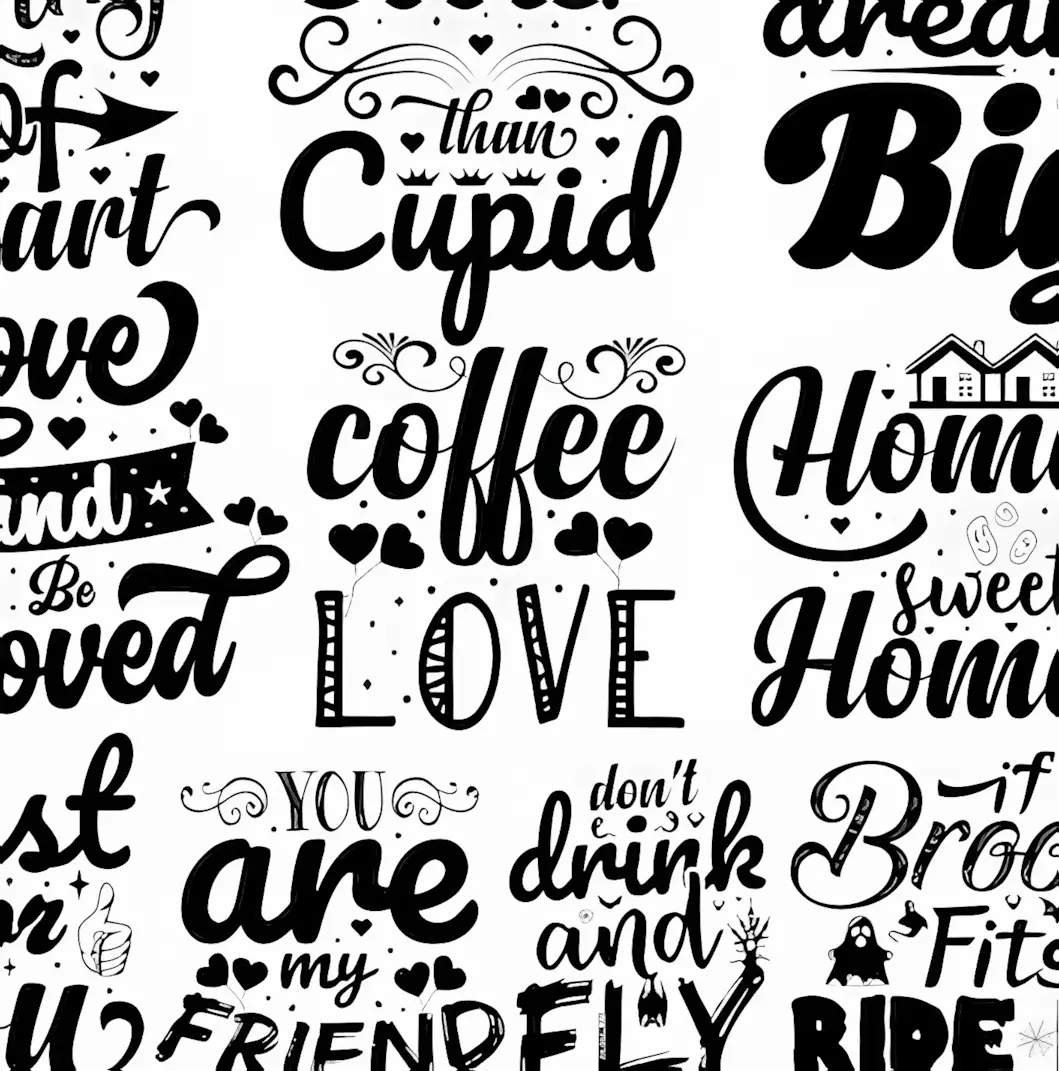 of
art
than
Cupid
Big
ove
and
Be
oved
coffee
LOVE
Home
sweet
Home
st
or
u
YOU
are
my
FRIEND
don't
drink
and
FLY
if
Broo
Fits
RIDE